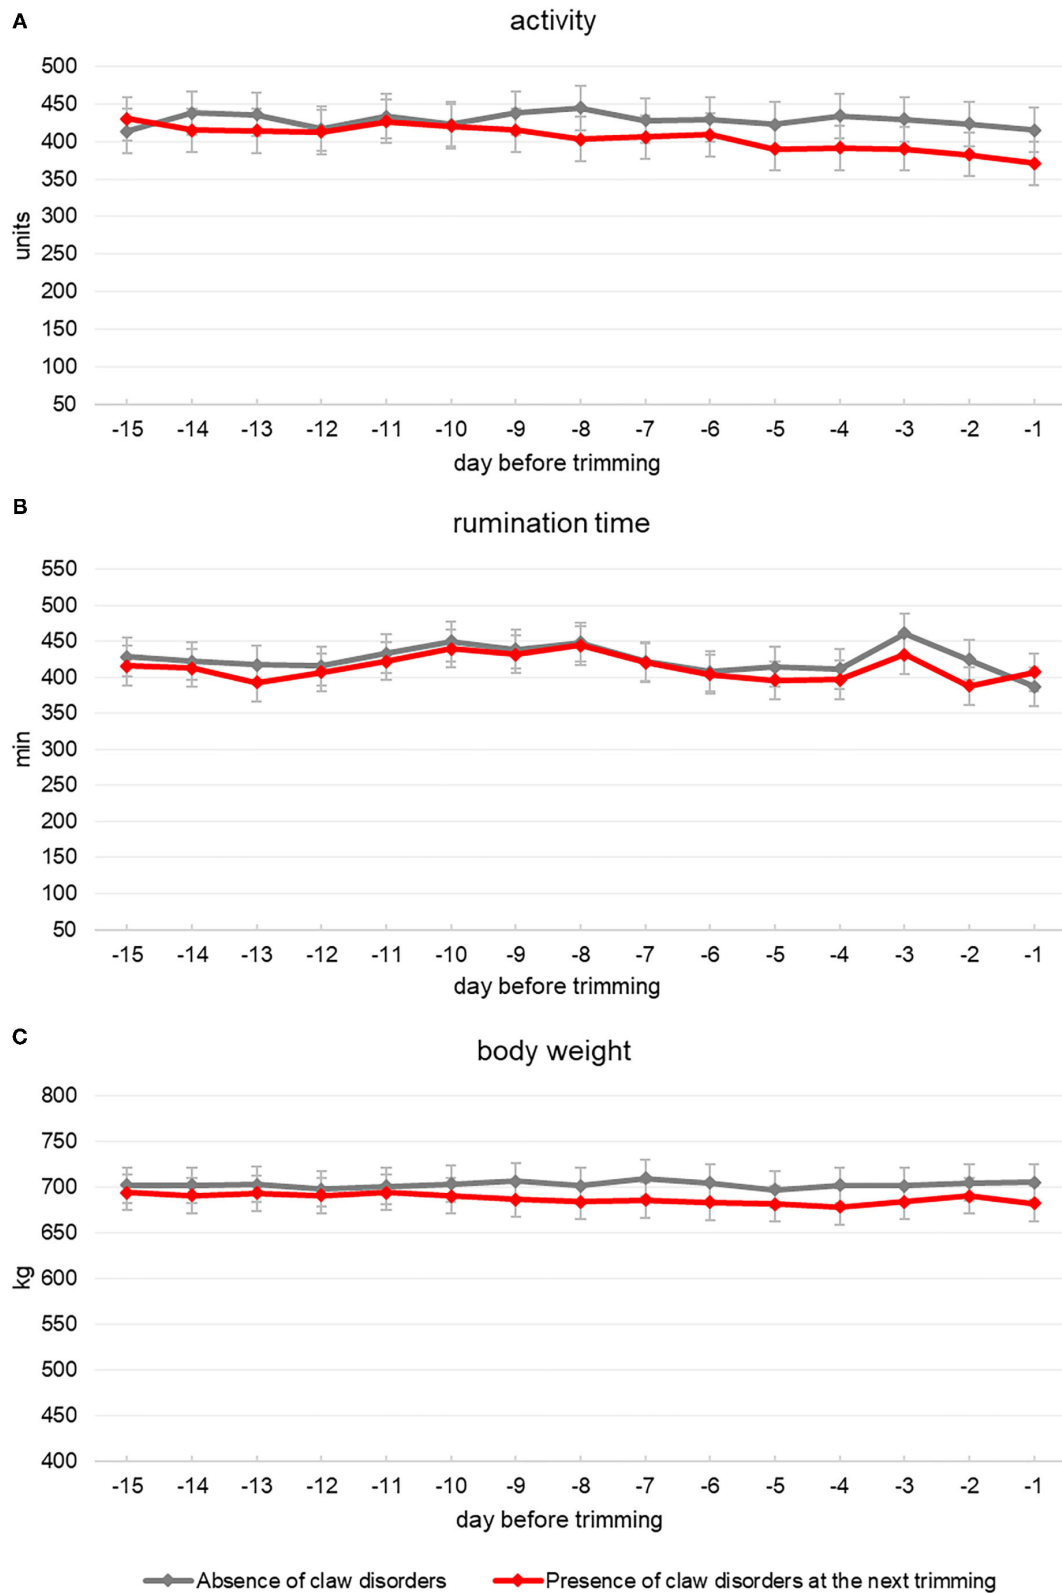 A
activity
500
450
400
350
300
250
200
150
100
50
units
-15 -14 -13 -12 -11 -10 -9 -8 -7 -6 -5 -4 -3 -2 -1
day before trimming
B
rumination time
550
500
450
400
350
300
250
200
150
100
50
min
-15 -14 -13 -12 -11 -10 -9 -8 -7 -6 -5 -4 -3 -2 -1
day before trimming
C
body weight
800
750
700
650
600
550
500
450
400
kg
-15 -14 -13 -12 -11 -10 -9 -8 -7 -6 -5 -4 -3 -2 -1
day before trimming
Absence of claw disorders Presence of claw disorders at the next trimming